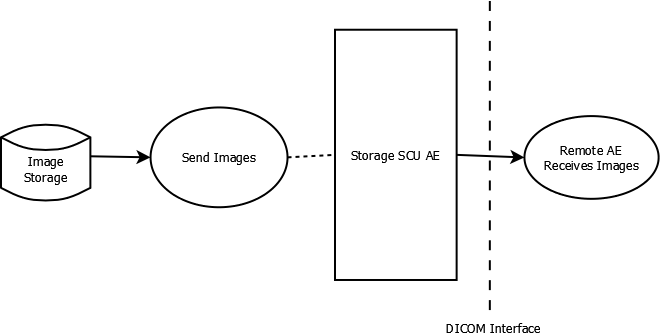 Image
Storage
Send Images
Storage SCU AE
Remote AE
Receives Images
DICOM Interface